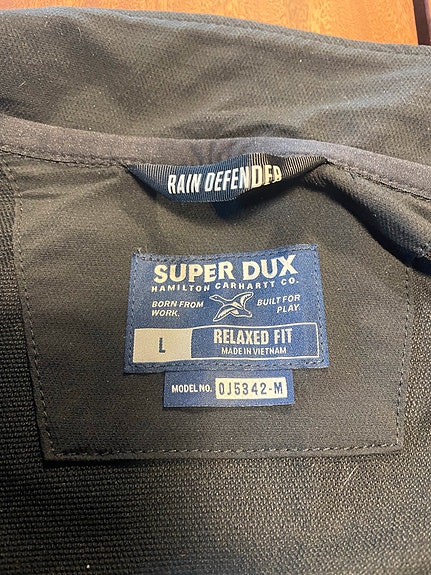 RAIN DEFENDER
SUPER DUX
HAMILTON CARHARTT CO.
BORN FROM WORK.
BUILT FOR PLAY.
L
RELAXED FIT
MADE IN VIETNAM
MODEL NO. OJ5342-M